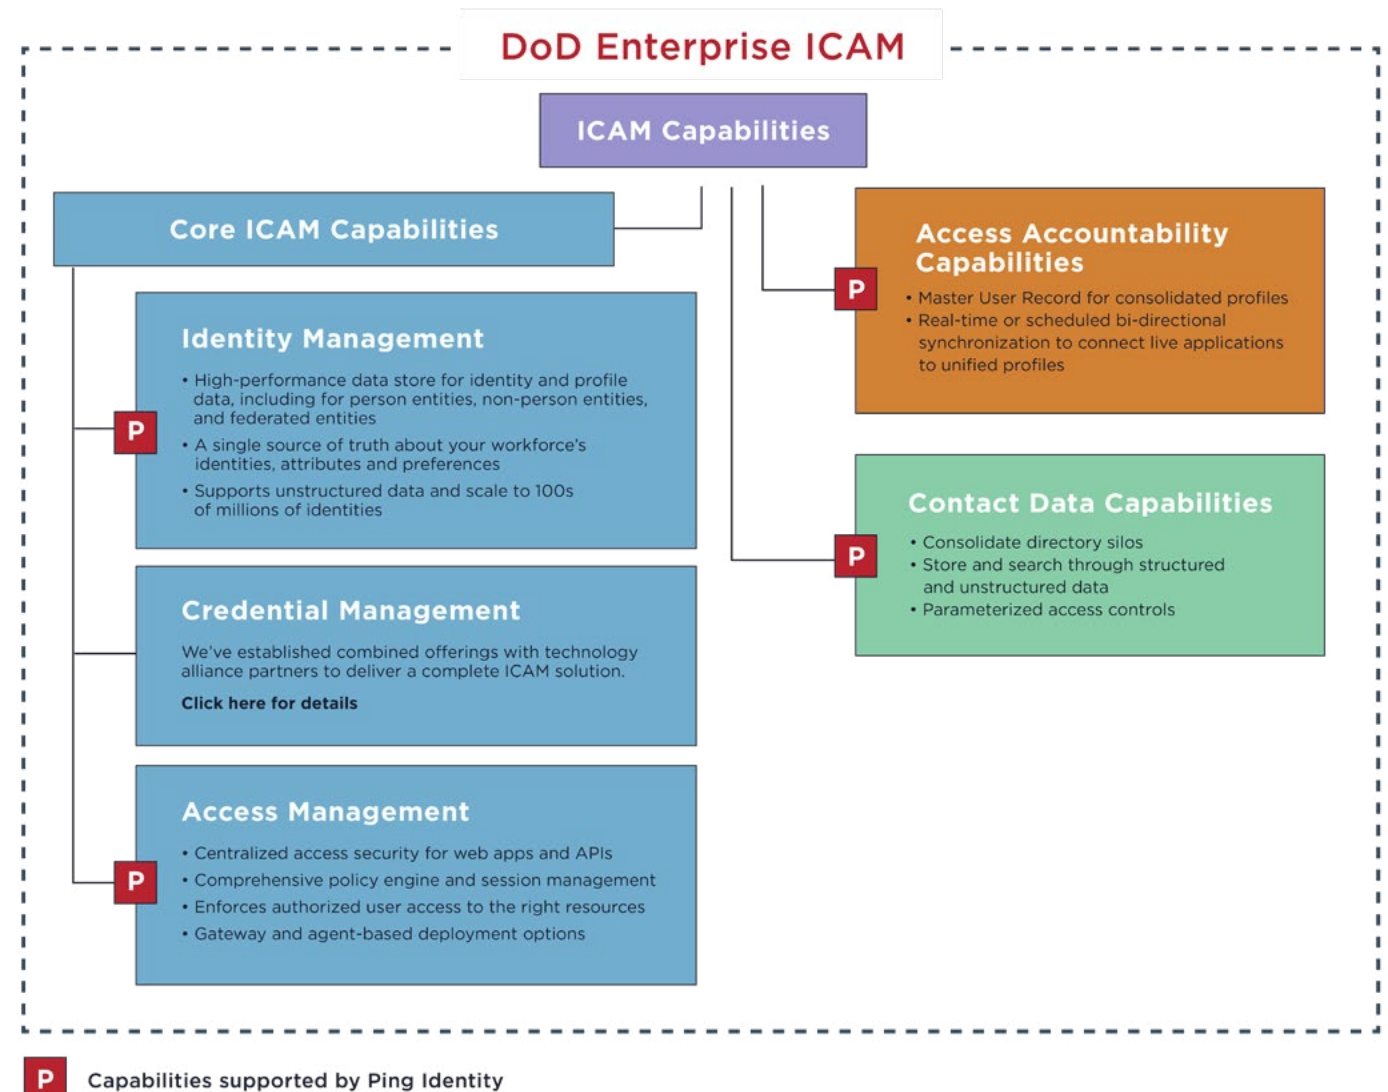 DoD Enterprise ICAM
ICAM Capabilities
Core ICAM Capabilities
P
Identity Management
• High-performance data store for identity and profile
data, including for person entities, non-person entities,
and federated entities
• A single source of truth about your workforce's
identities, attributes and preferences
• Supports unstructured data and scale to 100s
of millions of identities
Credential Management
We've established combined offerings with technology
alliance partners to deliver a complete ICAM solution.
Click here for details
P
Access Management
• Centralized access security for web apps and APIs
• Comprehensive policy engine and session management
• Enforces authorized user access to the right resources
• Gateway and agent-based deployment options
P
Access Accountability
Capabilities
• Master User Record for consolidated profiles
• Real-time or scheduled bi-directional
synchronization to connect live applications
to unified profiles
P
Contact Data Capabilities
• Consolidate directory silos
• Store and search through structured
and unstructured data
• Parameterized access controls
P
Capabilities supported by Ping Identity